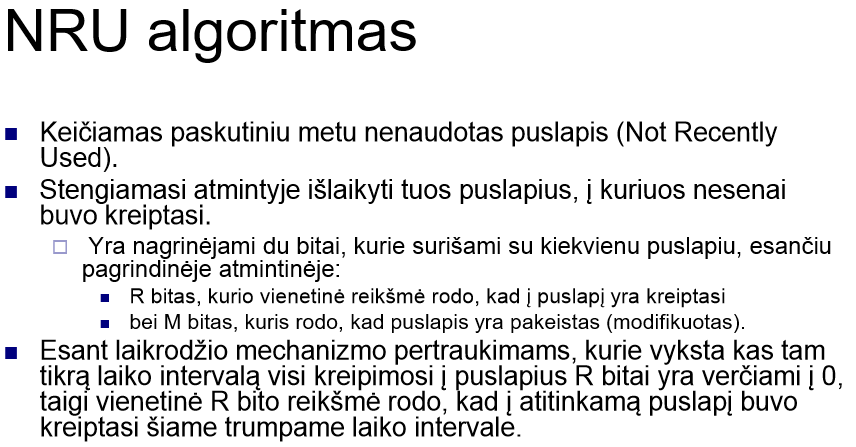 NRU algoritmas
Keičiamas paskutiniu metu nenaudotas puslapis (Not Recently
Used).
Stengiamasi atmintyje išlaikyti tuos puslapius, į kuriuos nesenai
buvo kreiptasi.
Yra nagrinėjami du bitai, kurie surišami su kiekvienu puslapiu, esančiu
pagrindinėje atmintinėje:
R bitas, kurio vienetinė reikšmė rodo, kad į puslapį yra kreiptasi
bei M bitas, kuris rodo, kad puslapis yra pakeistas (modifikuotas).
Esant laikrodžio mechanizmo pertraukimams, kurie vyksta kas tam
tikrą laiko intervalą visi kreipimosi į puslapius R bitai yra verčiami į 0,
taigi vienetinė R bito reikšmė rodo, kad į atitinkamą puslapį buvo
kreiptasi šiame trumpame laiko intervale.